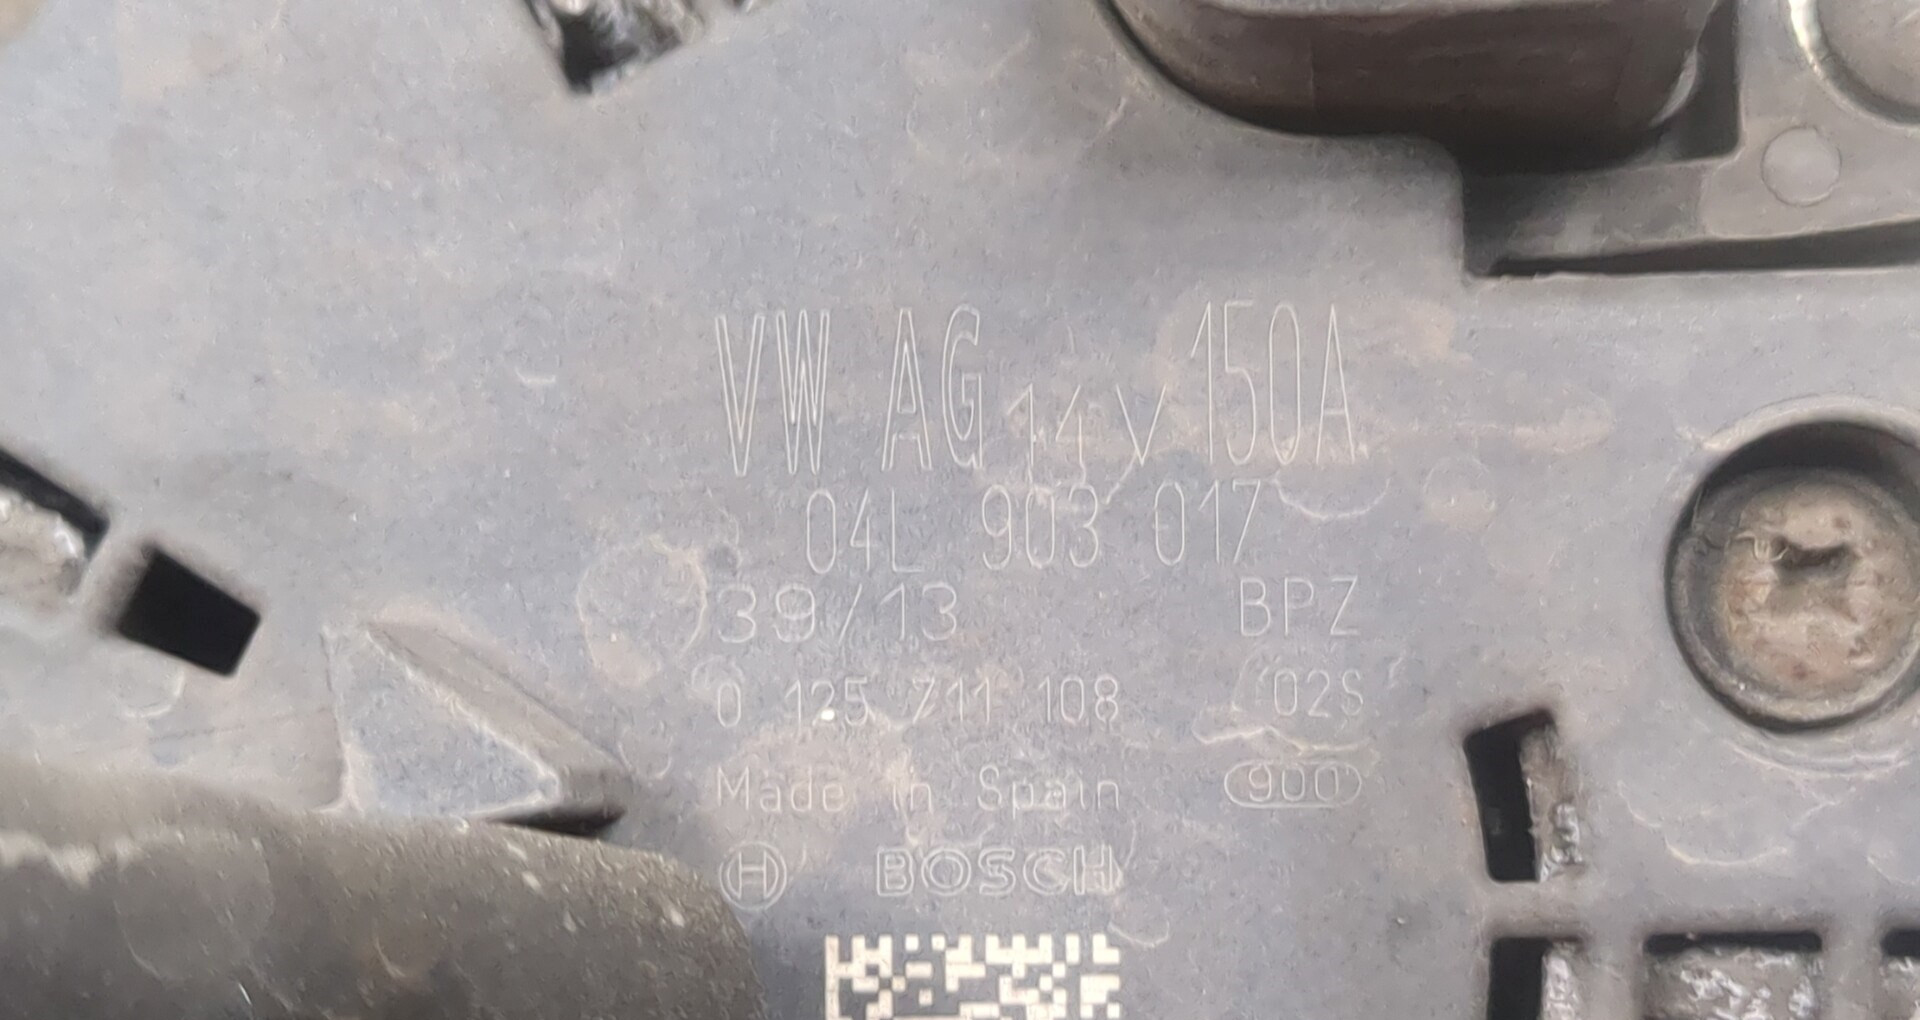 VW AG 14V 150A
04L 903 017
39/13 BPZ
0 125 711 108 02S
Made in Spain 900
BOSCH